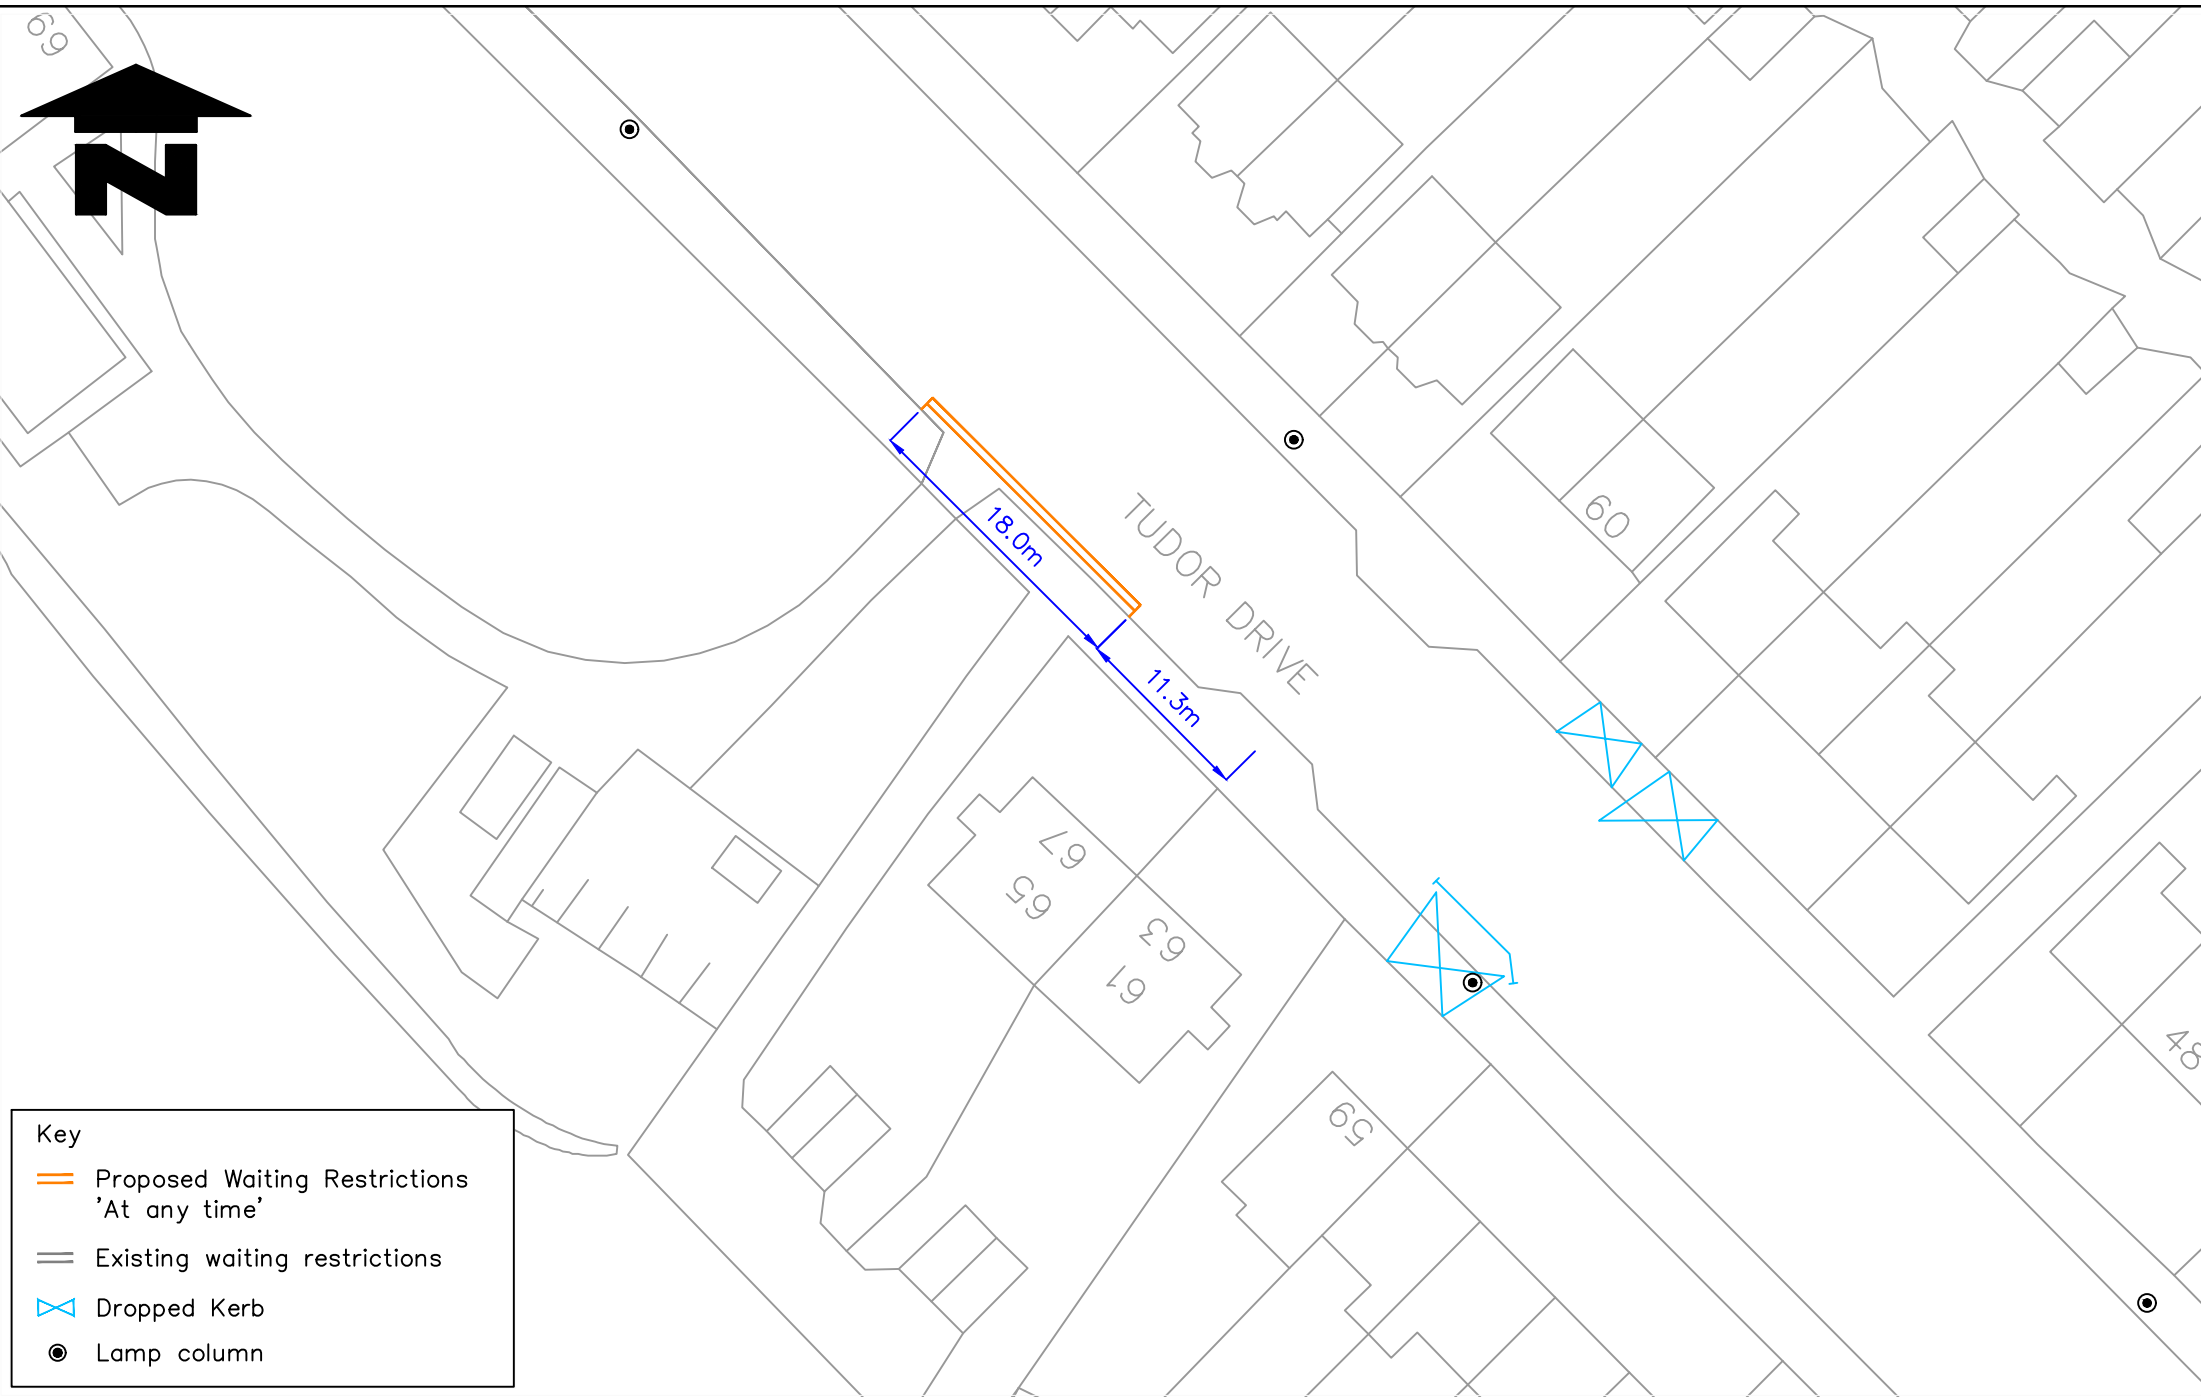 69
N
60
TUDOR DRIVE
18.0m
11.3m
67
65
63
61
59
48
Key
Proposed Waiting Restrictions
'At any time'
Existing waiting restrictions
Dropped Kerb
Lamp column